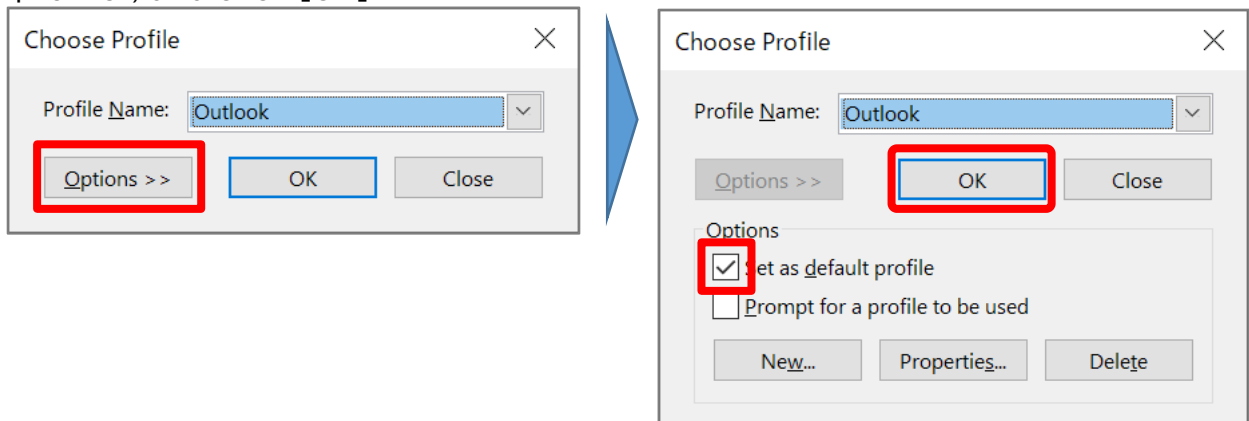 Choose Profile
Profile Name: Outlook
Options >> OK Close
Choose Profile
Profile Name: Outlook
Options >> OK Close
Options
Set as default profile
Prompt for a profile to be used
New... Properties... Delete